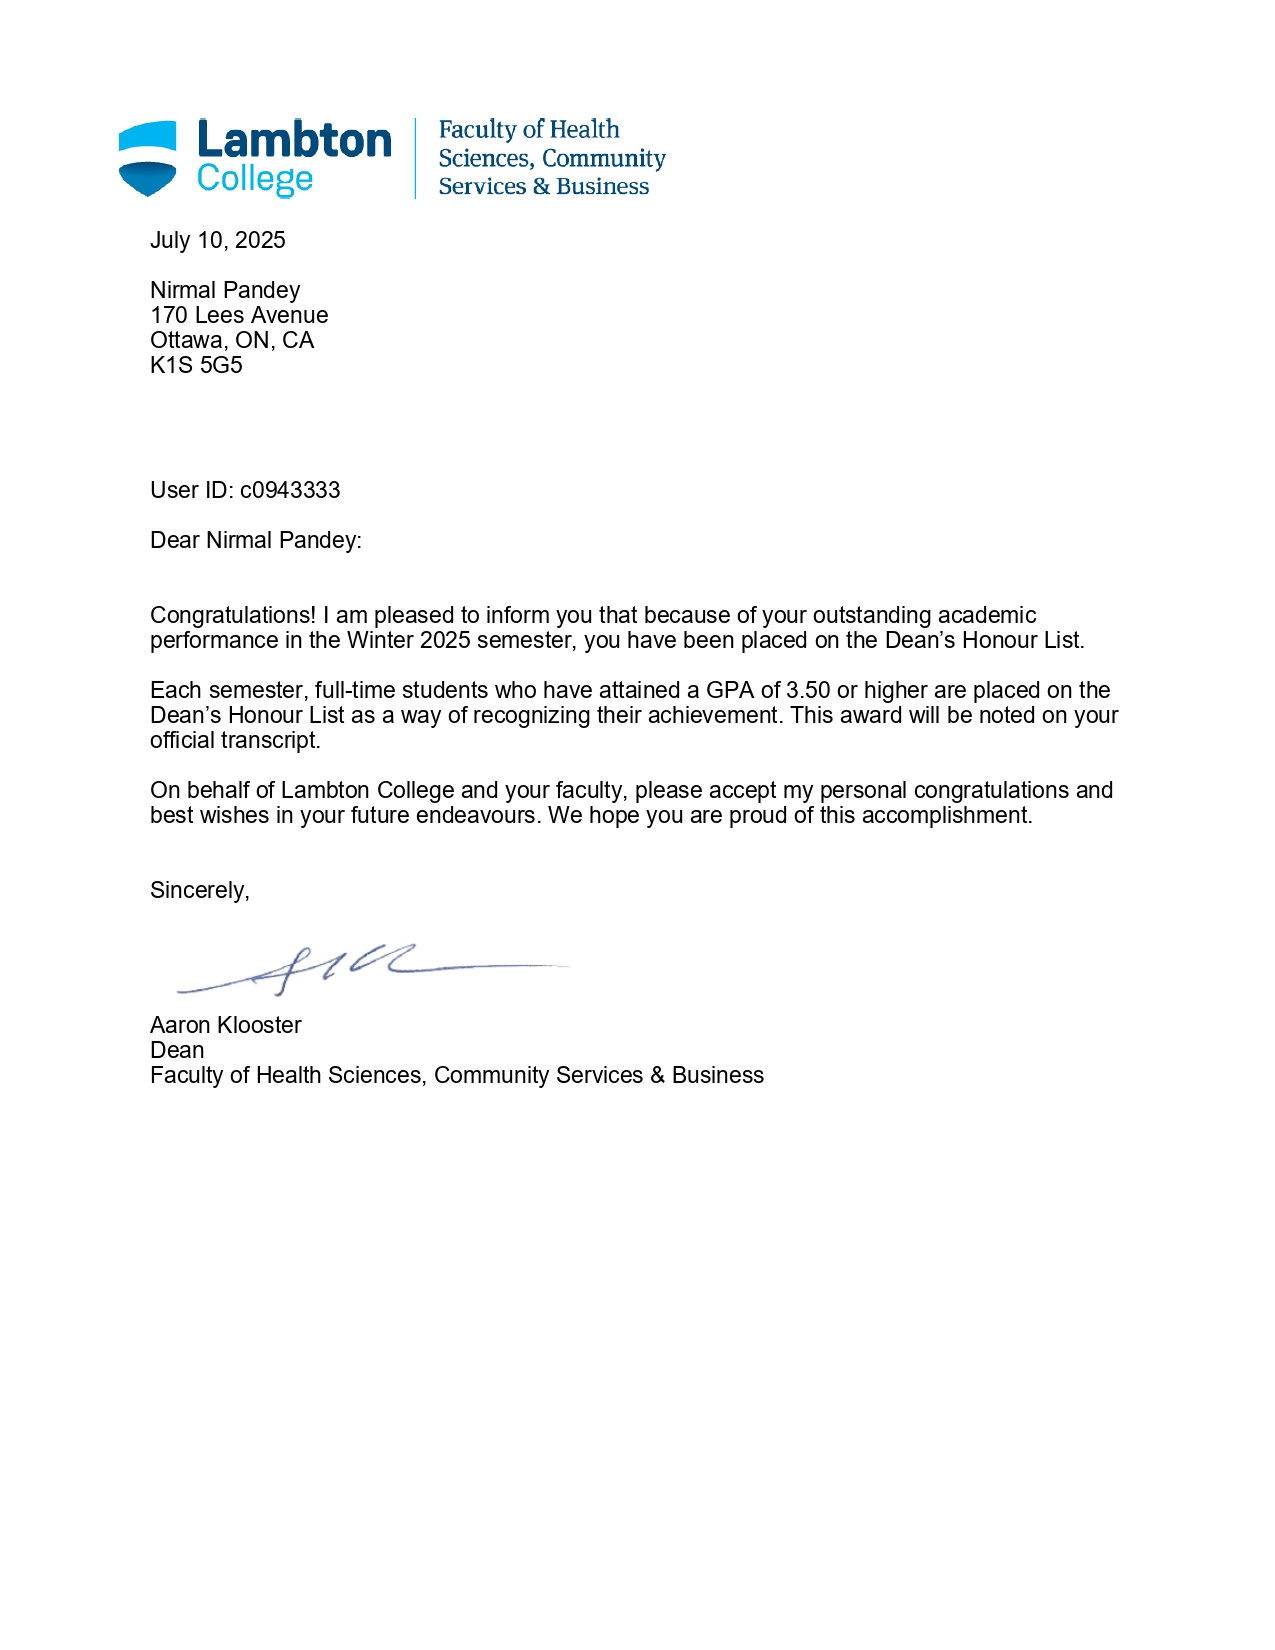 Lambton
College
Faculty of Health
Sciences, Community
Services & Business
July 10, 2025
Nirmal Pandey
170 Lees Avenue
Ottawa, ON, CA
K1S 5G5
User ID: c0943333
Dear Nirmal Pandey:
Congratulations! I am pleased to inform you that because of your outstanding academic
performance in the Winter 2025 semester, you have been placed on the Dean’s Honour List.
Each semester, full-time students who have attained a GPA of 3.50 or higher are placed on the
Dean’s Honour List as a way of recognizing their achievement. This award will be noted on your
official transcript.
On behalf of Lambton College and your faculty, please accept my personal congratulations and
best wishes in your future endeavours. We hope you are proud of this accomplishment.
Sincerely,
Aaron Klooster
Dean
Faculty of Health Sciences, Community Services & Business